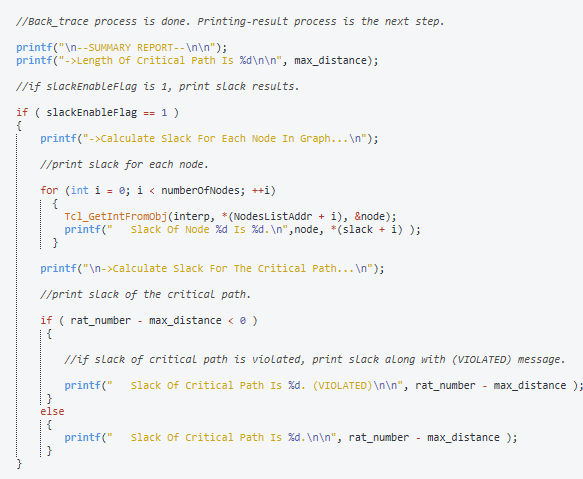 //Back_trace process is done. Printing-result process is the next step.
printf("\n--SUMMARY REPORT--\n\n");
printf("->Length Of Critical Path Is %d\n\n", max_distance);
//if slackEnableFlag is 1, print slack results.
if ( slackEnableFlag == 1 )
{
printf("->Calculate Slack For Each Node In Graph...\n");
//print slack for each node.
for (int i = 0; i < numberOfNodes; ++i)
{
Tcl_GetIntFromObj(interp, *(NodesListAddr + i), &node);
printf("   Slack Of Node %d Is %d.\n",node, *(slack + i) );
}
printf("\n->Calculate Slack For The Critical Path...\n");
//print slack of the critical path.
if ( rat_number - max_distance < 0 )
{
//if slack of critical path is violated, print slack along with (VIOLATED) message.
printf("   Slack Of Critical Path Is %d. (VIOLATED)\n\n", rat_number - max_distance );
}
else
{
printf("   Slack Of Critical Path Is %d.\n\n", rat_number - max_distance );
}
}